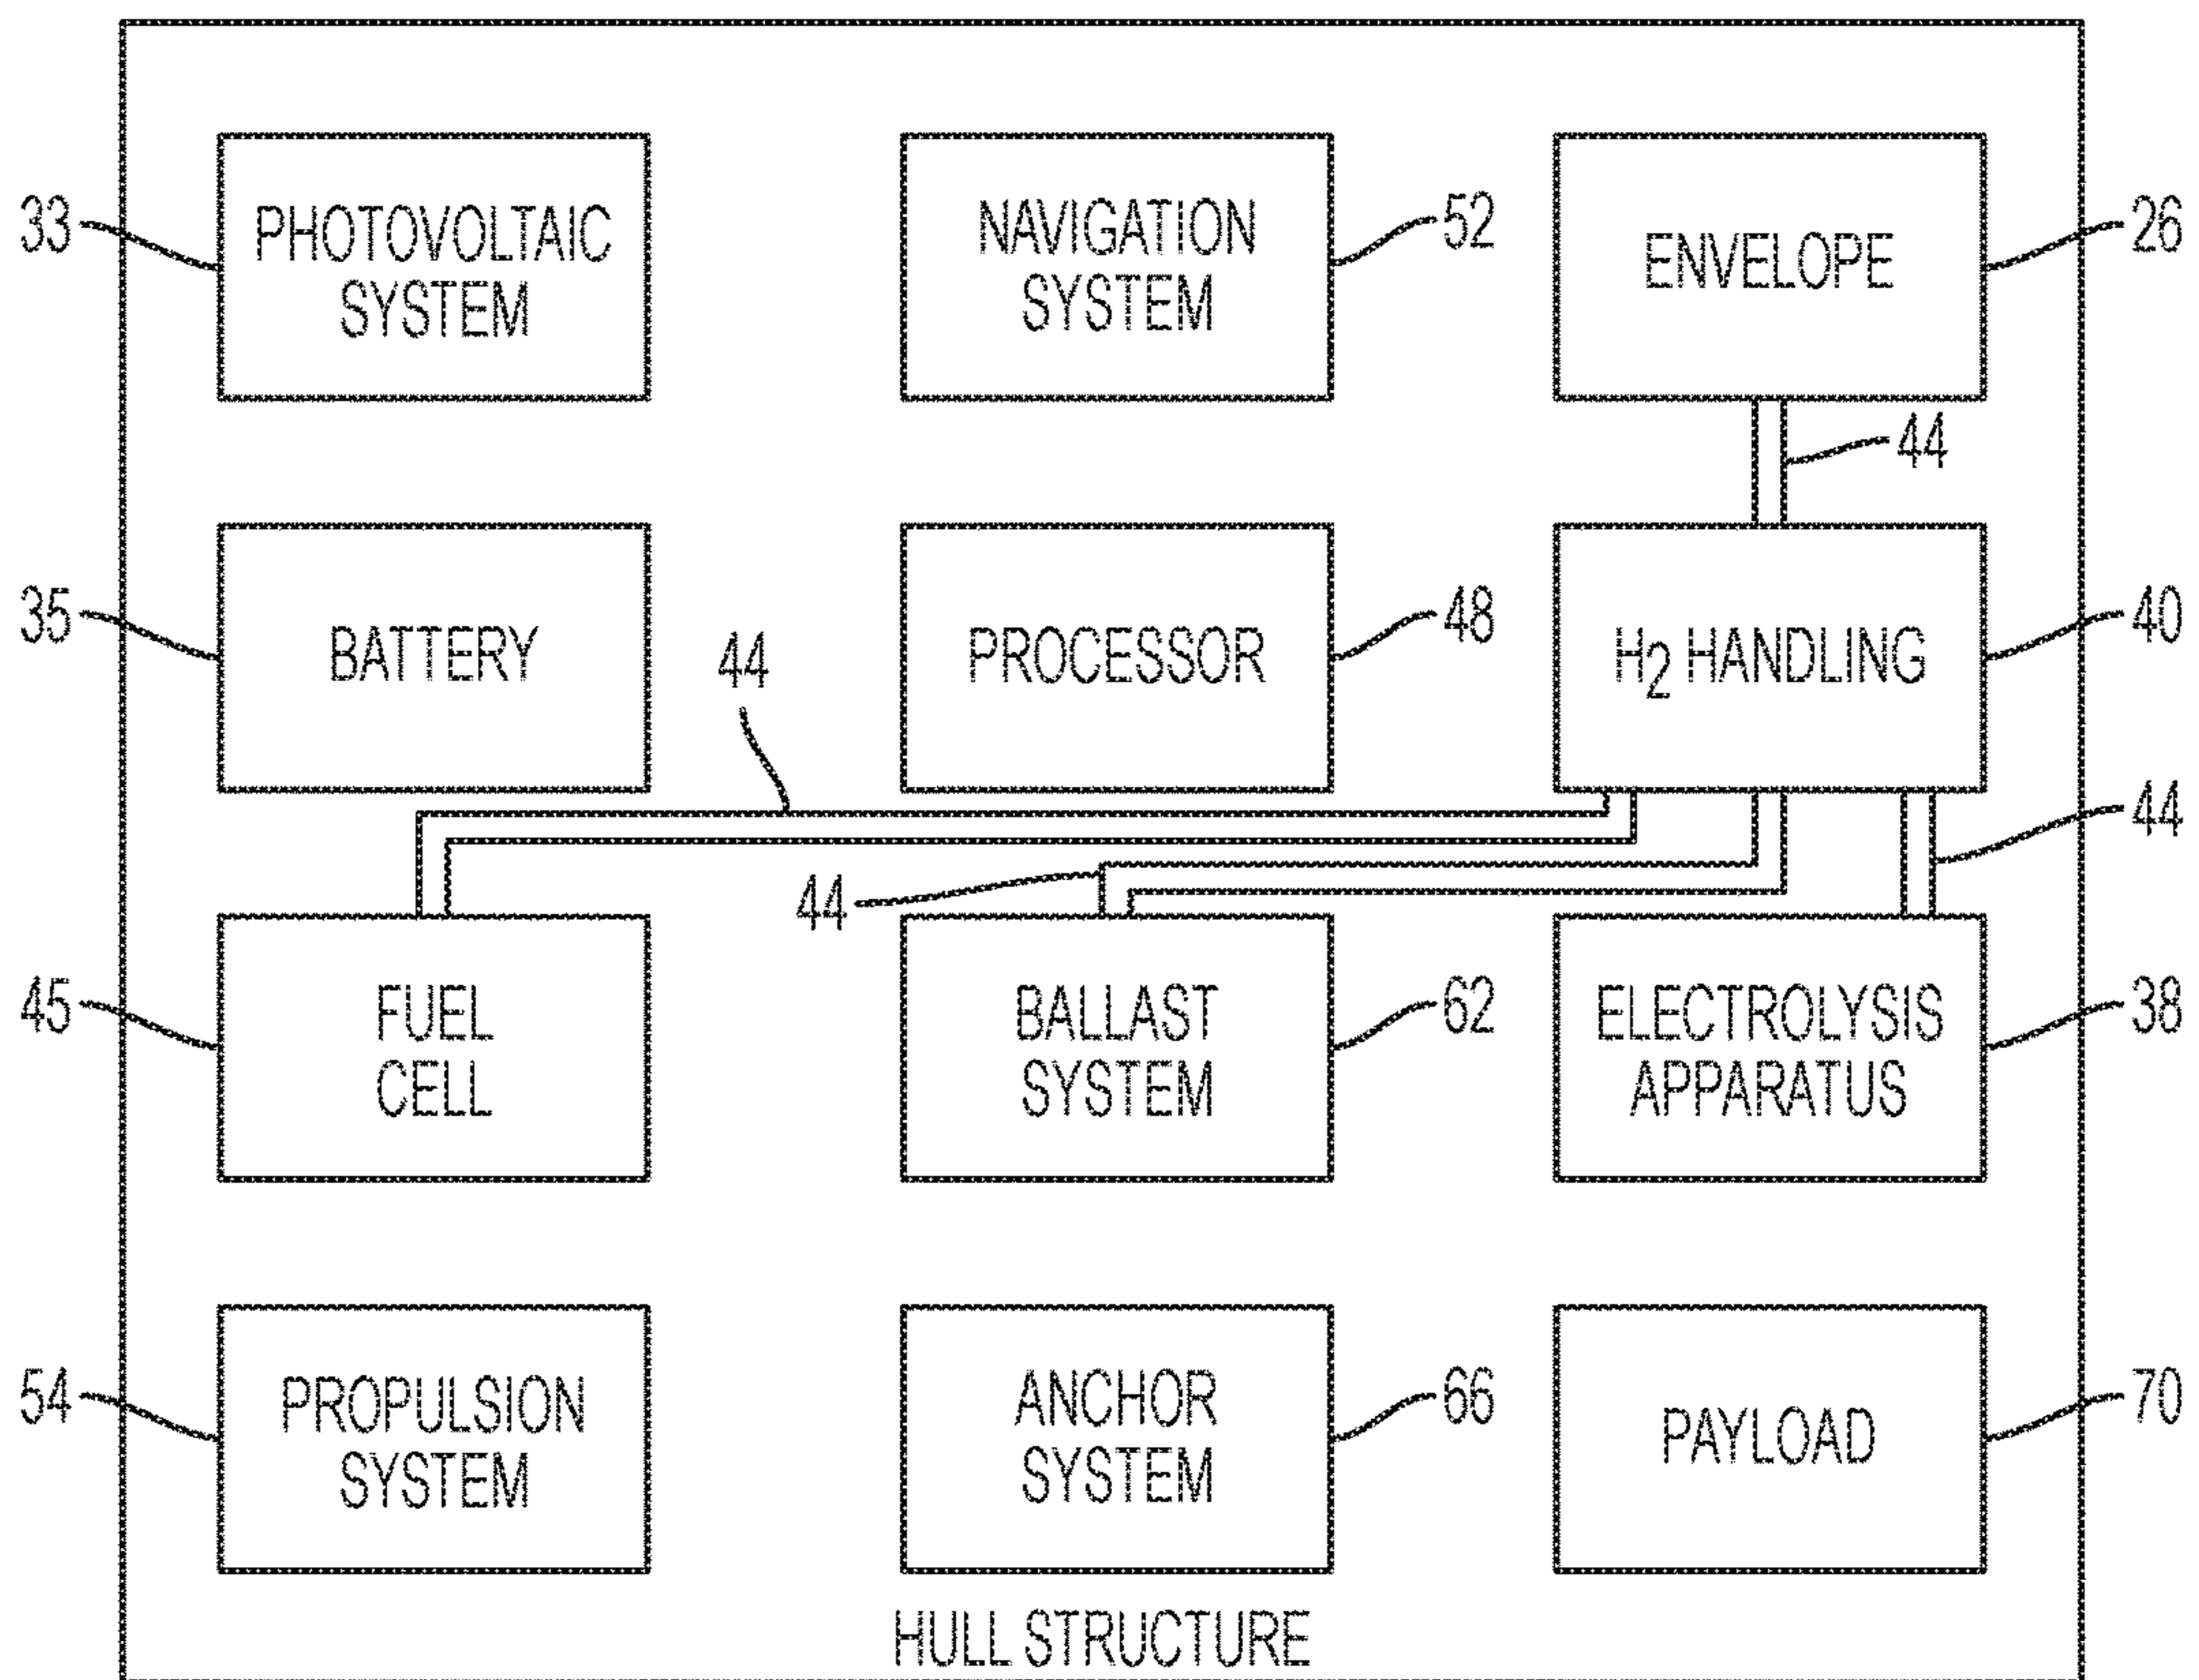 33
PHOTOVOLTAIC
SYSTEM
NAVIGATION
SYSTEM
52
ENVELOPE
26
44
35
BATTERY
44
PROCESSOR
48
H2 HANDLING
40
44
44
45
FUEL
CELL
BALLAST
SYSTEM
62
ELECTROLYSIS
APPARATUS
38
54
PROPULSION
SYSTEM
ANCHOR
SYSTEM
66
PAYLOAD
70
HULL STRUCTURE